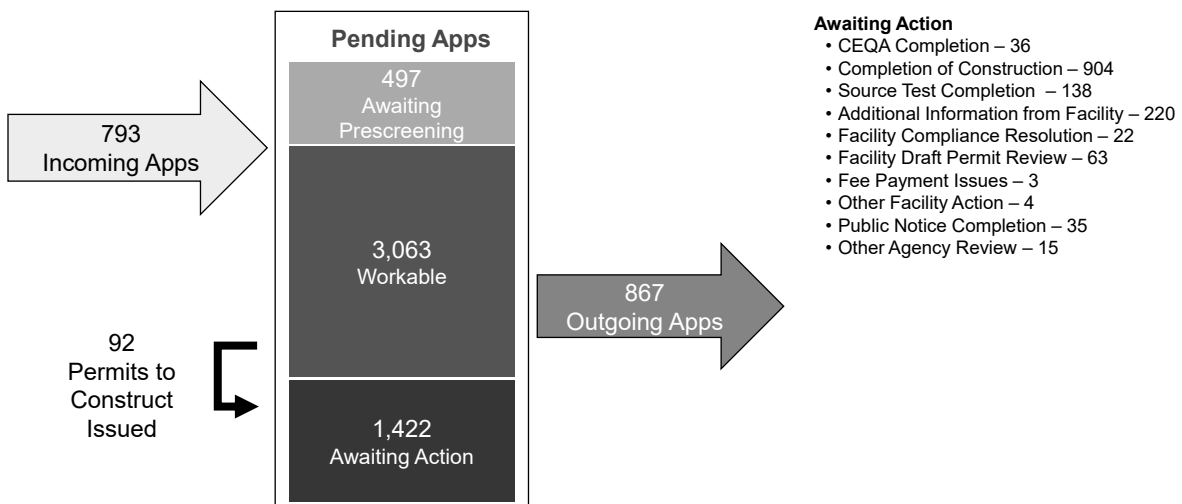 Pending Apps
497
Awaiting
Prescreening
793
Incoming Apps
3,063
Workable
867
Outgoing Apps
92
Permits to
Construct
Issued
1,422
Awaiting Action
Awaiting Action
• CEQA Completion – 36
• Completion of Construction – 904
• Source Test Completion – 138
• Additional Information from Facility – 220
• Facility Compliance Resolution – 22
• Facility Draft Permit Review – 63
• Fee Payment Issues – 3
• Other Facility Action – 4
• Public Notice Completion – 35
• Other Agency Review – 15